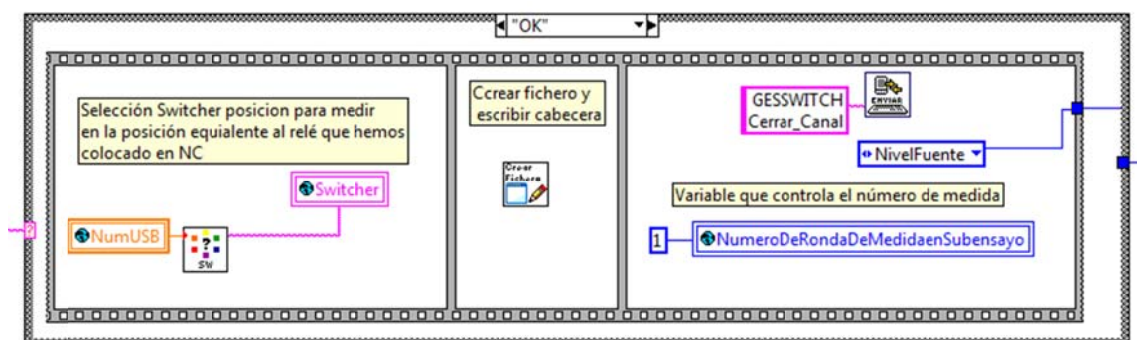 "OK"
Selección Switcher posicion para medir
en la posición equialente al relé que hemos
colocado en NC
Switcher
NumUSB
?
SW
Ccrear fichero y
escribir cabecera
Crear
Fichero
GESSWITCH
Cerrar_Canal
ENVIAR
NivelFuente
Variable que controla el número de medida
1
NumeroDeRondaDeMedidaenSubensayo
?